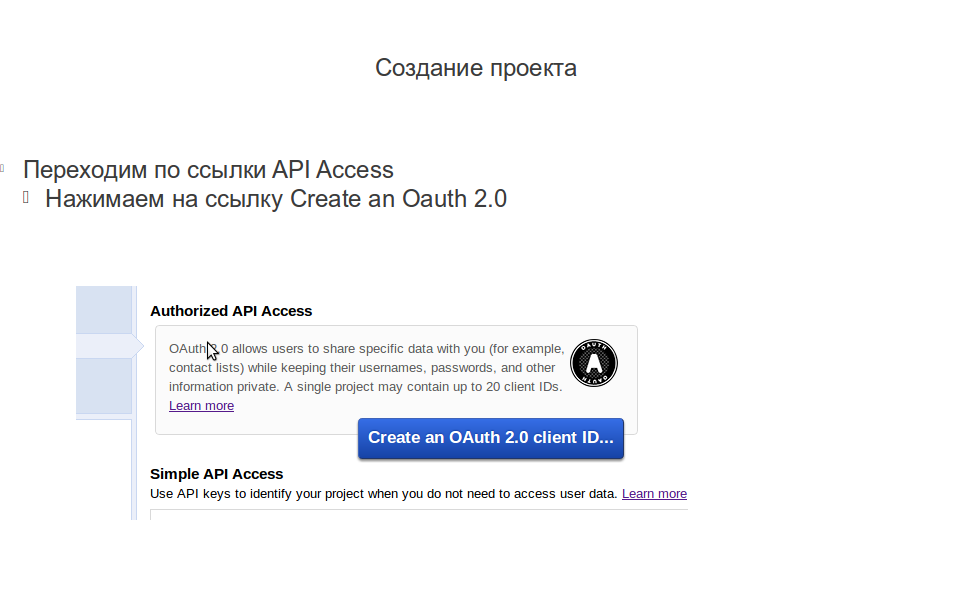 Создание проекта
Переходим по ссылки API Access
Нажимаем на ссылку Create an Oauth 2.0
Authorized API Access
OAuth 2.0 allows users to share specific data with you (for example,
contact lists) while keeping their usernames, passwords, and other
information private. A single project may contain up to 20 client IDs.
Learn more
OAUTH
A
OAUTH
Create an OAuth 2.0 client ID...
Simple API Access
Use API keys to identify your project when you do not need to access user data. Learn more